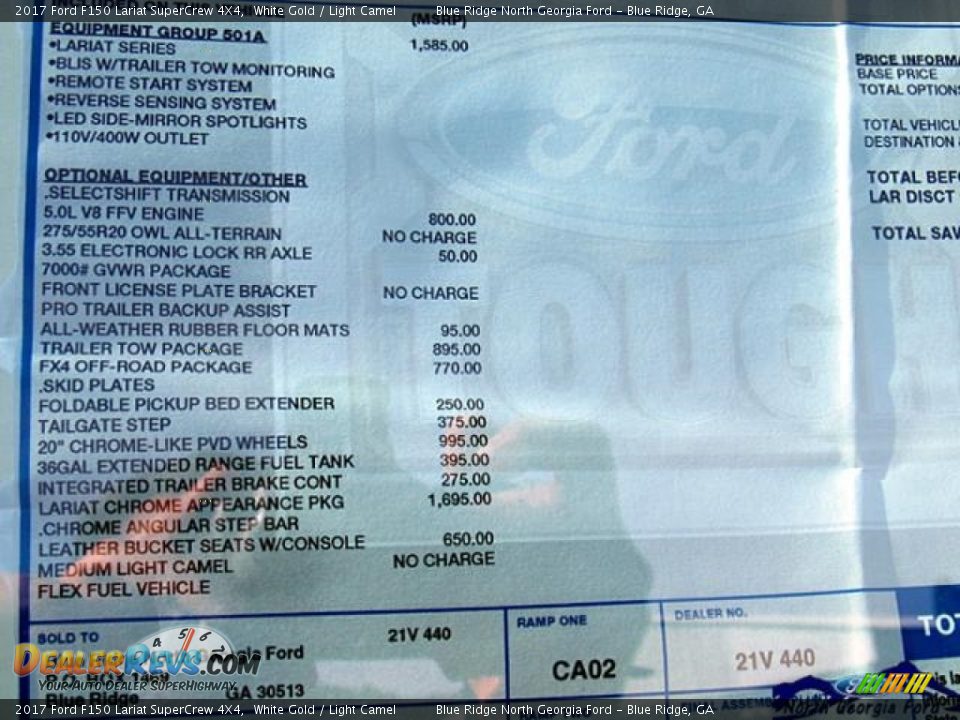 2017 Ford F150 Lariat SuperCrew 4X4, White Gold / Light Camel Blue Ridge North Georgia Ford - Blue Ridge, GA
(MSRP)
EQUIPMENT GROUP 501A
•LARIAT SERIES 1,585.00
•BLIS W/TRAILER TOW MONITORING
•REMOTE START SYSTEM
•REVERSE SENSING SYSTEM
•LED SIDE-MIRROR SPOTLIGHTS
•110V/400W OUTLET
OPTIONAL EQUIPMENT/OTHER
.SELECTSHIFT TRANSMISSION
5.0L V8 FFV ENGINE 800.00
275/55R20 OWL ALL-TERRAIN NO CHARGE
3.55 ELECTRONIC LOCK RR AXLE 50.00
7000# GVWR PACKAGE
FRONT LICENSE PLATE BRACKET NO CHARGE
PRO TRAILER BACKUP ASSIST
ALL-WEATHER RUBBER FLOOR MATS 95.00
TRAILER TOW PACKAGE 895.00
FX4 OFF-ROAD PACKAGE 770.00
.SKID PLATES
FOLDABLE PICKUP BED EXTENDER 250.00
TAILGATE STEP 375.00
20" CHROME-LIKE PVD WHEELS 995.00
36GAL EXTENDED RANGE FUEL TANK 395.00
INTEGRATED TRAILER BRAKE CONT 275.00
LARIAT CHROME APPEARANCE PKG 1,695.00
.CHROME ANGULAR STEP BAR
LEATHER BUCKET SEATS W/CONSOLE 650.00
MEDIUM LIGHT CAMEL NO CHARGE
FLEX FUEL VEHICLE
Ford
TOUGH
PRICE INFORMA
BASE PRICE
TOTAL OPTIONS
TOTAL VEHICL
DESTINATION &
TOTAL BEFO
LAR DISCT
TOTAL SAV
SOLD TO
21V 440
Ford
P.O. BOX 1469
Blue Ridge GA 30513
RAMP ONE
CA02
DEALER NO.
21V 440
TOT
DEALERREVS.COM
YOUR AUTO DEALER SUPERHIGHWAY
North Georgia Ford
2017 Ford F150 Lariat SuperCrew 4X4, White Gold / Light Camel Blue Ridge North Georgia Ford - Blue Ridge, GA